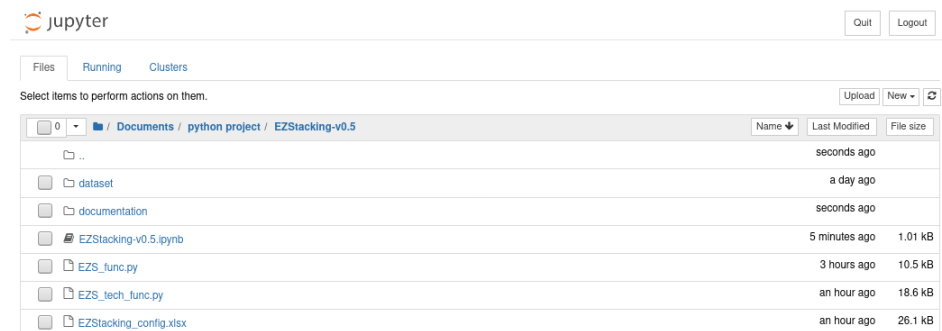 jupyter Quit Logout
Files Running Clusters
Select items to perform actions on them. Upload New
0 / Documents / python project / EZStacking-v0.5 Name Last Modified File size
.. seconds ago
dataset a day ago
documentation seconds ago
EZStacking-v0.5.ipynb 5 minutes ago 1.01 kB
EZS_func.py 3 hours ago 10.5 kB
EZS_tech_func.py an hour ago 18.6 kB
EZStacking_config.xlsx an hour ago 26.1 kB